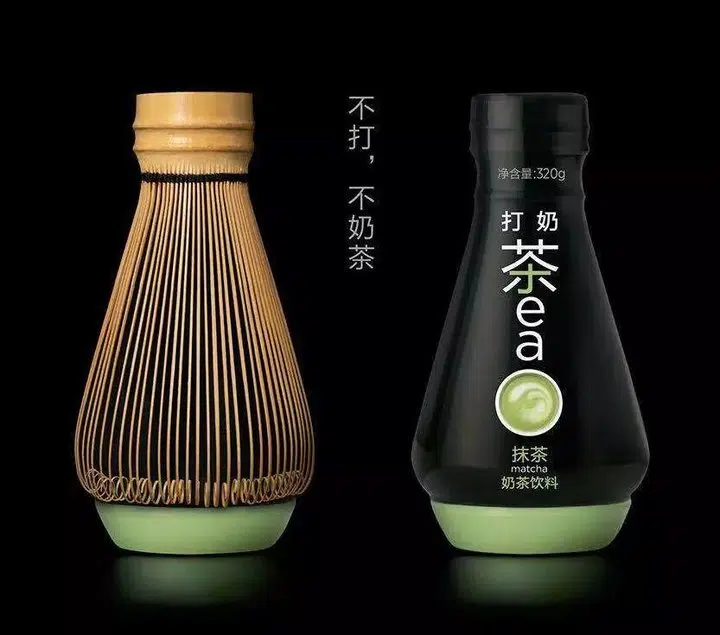 不打，不奶茶
净含量:320g
打奶
茶ea
抹茶
matcha
奶茶饮料